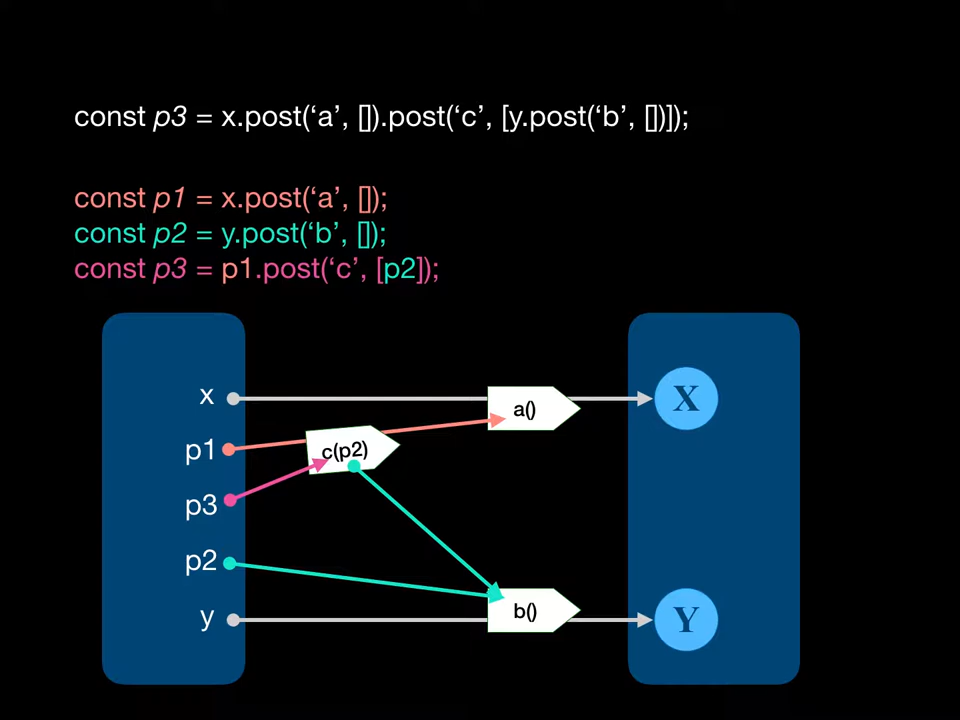 const p3 = x.post(‘a’, []).post(‘c’, [y.post(‘b’, [])]);
const p1 = x.post(‘a’, []);
const p2 = y.post(‘b’, []);
const p3 = p1.post(‘c’, [p2]);
x
a()
X
p1
c(p2)
p3
p2
b()
y
Y